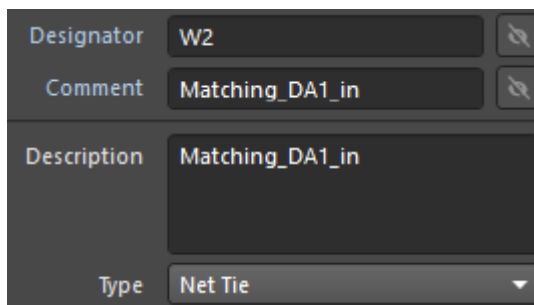 Designator W2
Comment Matching_DA1_in
Description Matching_DA1_in
Type Net Tie